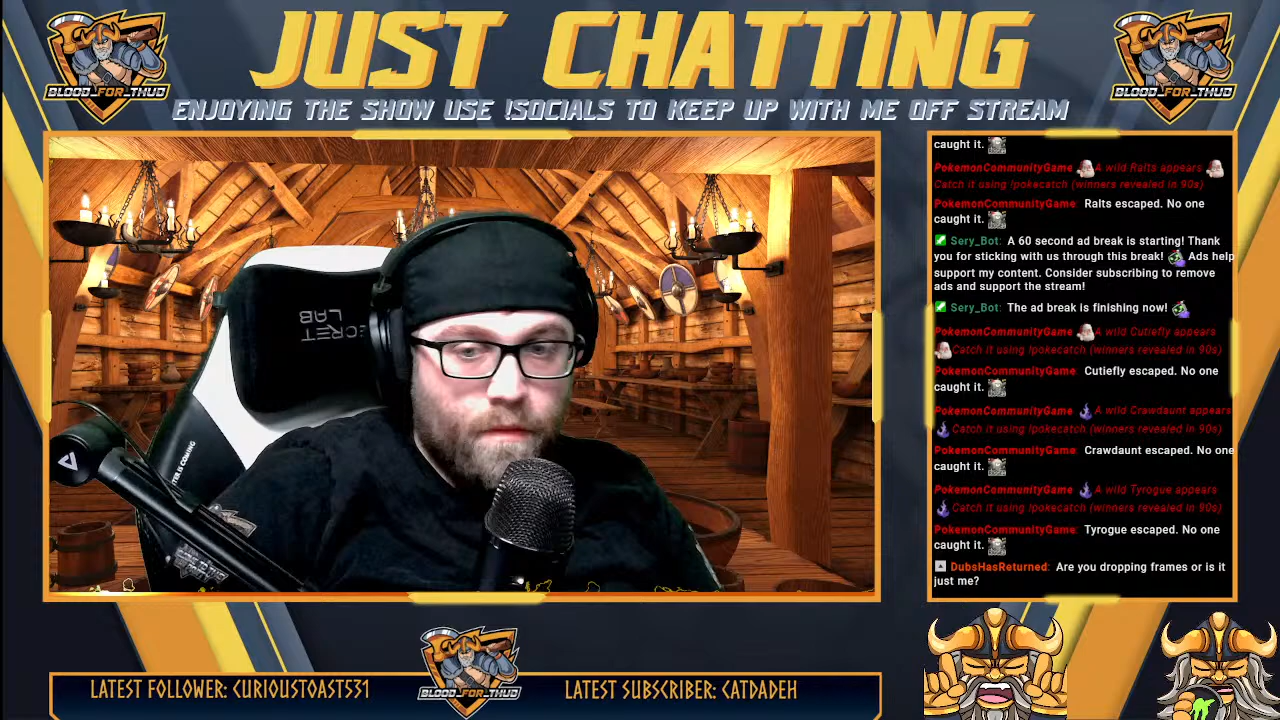 JUST CHATTING
ENJOYING THE SHOW USE !SOCIALS TO KEEP UP WITH ME OFF STREAM
BLOOD_FOR_THUD
BLOOD_FOR_THUD
caught it.
PokemonCommunityGame A wild Ralts appears
Catch it using !pokecatch (winners revealed in 90s)
PokemonCommunityGame: Ralts escaped. No one
caught it.
Sery_Bot: A 60 second ad break is starting! Thank
you for sticking with us through this break! Ads help
support my content. Consider subscribing to remove
ads and support the stream!
Sery_Bot: The ad break is finishing now!
PokemonCommunityGame A wild Cutiefly appears
Catch it using !pokecatch (winners revealed in 90s)
PokemonCommunityGame: Cutiefly escaped. No one
caught it.
PokemonCommunityGame A wild Crawdaunt appears
Catch it using !pokecatch (winners revealed in 90s)
PokemonCommunityGame: Crawdaunt escaped. No one
caught it.
PokemonCommunityGame A wild Tyrogue appears
Catch it using !pokecatch (winners revealed in 90s)
PokemonCommunityGame: Tyrogue escaped. No one
caught it.
DubsHasReturned: Are you dropping frames or is it
just me?
CRET
LAB
TER IS COMING
LATEST FOLLOWER: CURIOUSTOAST531
BLOOD_FOR_THUD
LATEST SUBSCRIBER: CATDADEH